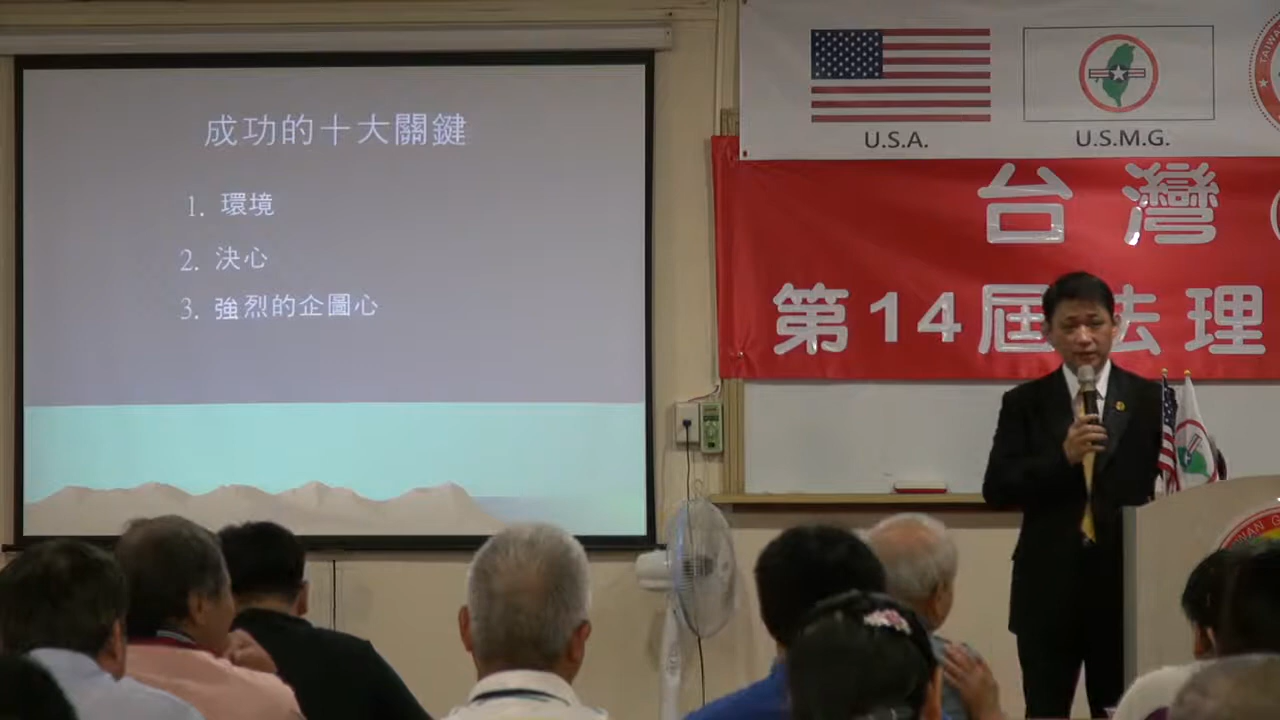 成功的十大關鍵
1. 環境
2. 決心
3. 強烈的企圖心
U.S.A.
U.S.M.G.
TAIWAN
台灣
第14屆法理